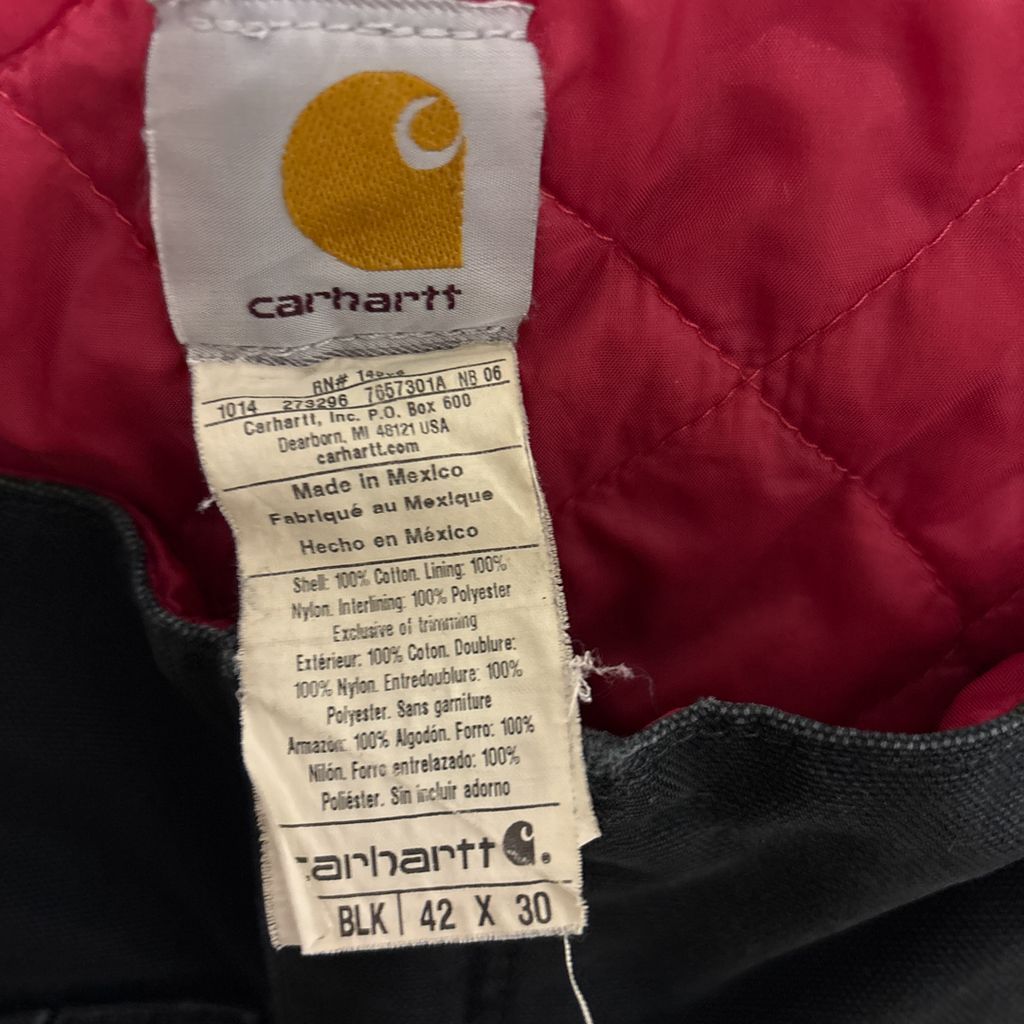 carhartt
RN#
1014 273296 7657301A NB 06
Carhartt, Inc. P.O. Box 600
Dearborn, MI 48121 USA
carhartt.com
Made in Mexico
Fabriqué au Mexique
Hecho en México
Shell: 100% Cotton. Lining: 100%
Nylon. Interlining: 100% Polyester
Exclusive of trimming
Extérieur: 100% Coton. Doublure:
100% Nylon. Entredoublure: 100%
Polyester. Sans garniture
Armazón: 100% Algodón. Forro: 100%
Nilón. Forro entrelazado: 100%
Poliéster. Sin incluir adorno
carhartt
BLK 42 X 30